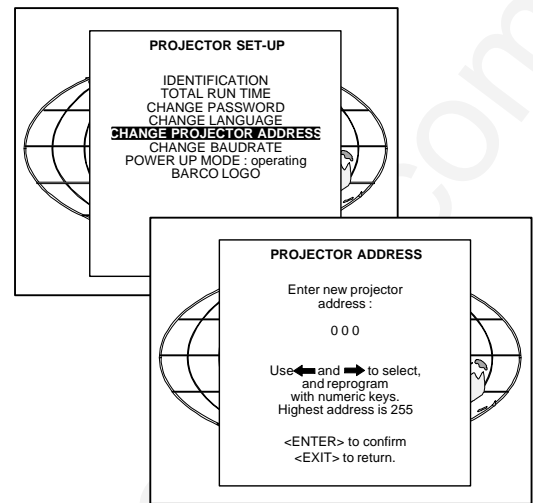 PROJECTOR SET-UP
IDENTIFICATION
TOTAL RUN TIME
CHANGE PASSWORD
CHANGE LANGUAGE
CHANGE PROJECTOR ADDRESS
CHANGE BAUDRATE
POWER UP MODE : operating
BARCO LOGO
PROJECTOR ADDRESS
Enter new projector
address :
0 0 0
Use ⬅ and ➡ to select,
and reprogram
with numeric keys.
Highest address is 255
<ENTER> to confirm
<EXIT> to return.